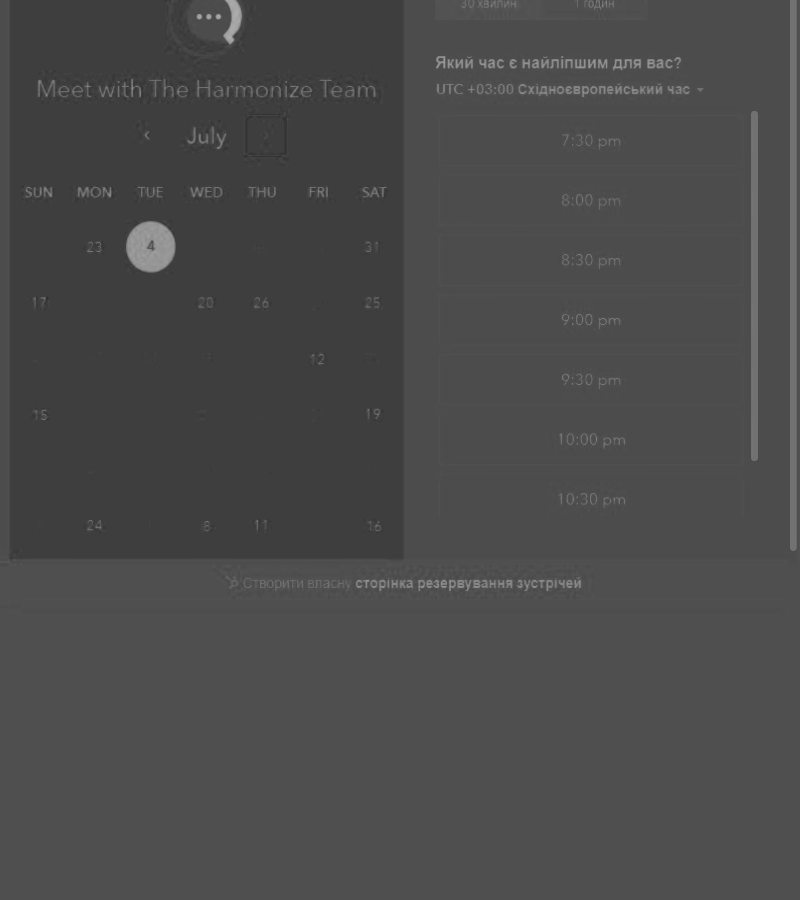 30 хвилин 1 годин
Meet with The Harmonize Team
July
SUN MON TUE WED THU FRI SAT
23 4 31
17 20 26 25
12
15 19
24 8 11 16
Який час є найліпшим для вас?
UTC +03:00 Східноєвропейський час
7:30 pm
8:00 pm
8:30 pm
9:00 pm
9:30 pm
10:00 pm
10:30 pm
Створити власну сторінка резервування зустрічей